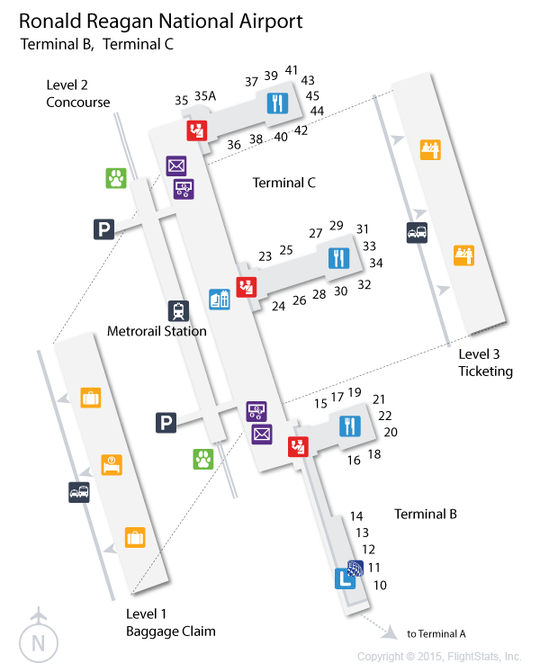 Ronald Reagan National Airport
Terminal B, Terminal C
Level 2
Concourse
35
35A
37
39
41
43
45
44
42
40
38
36
Terminal C
P
23
25
27
29
31
33
34
32
30
28
26
24
Metrorail Station
Level 3
Ticketing
P
15
17
19
21
22
20
18
16
14
13
12
11
10
L
Terminal B
Level 1
Baggage Claim
to Terminal A
N
Copyright © 2015, FlightStats, Inc.